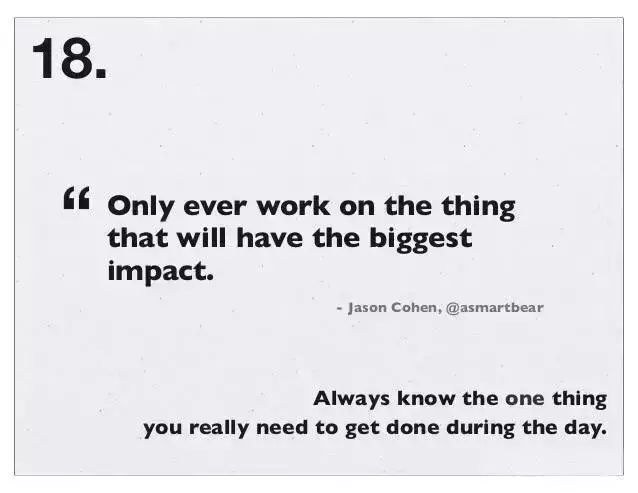 18.
“ Only ever work on the thing
that will have the biggest
impact.
- Jason Cohen, @asmartbear
Always know the one thing
you really need to get done during the day.